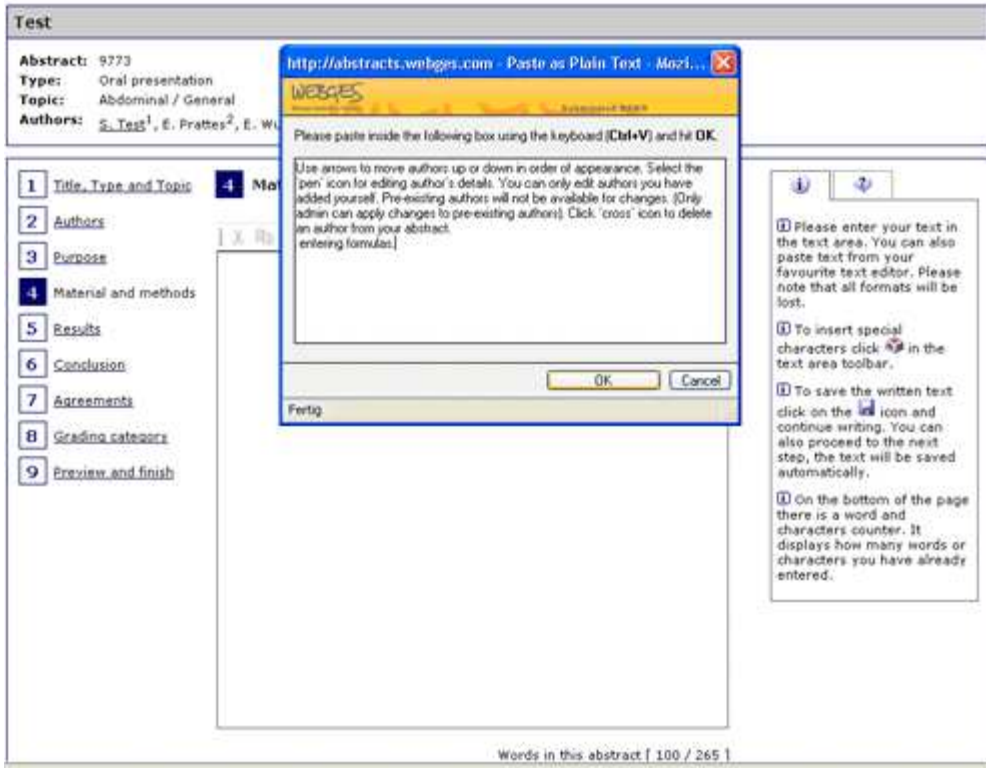 Test
Abstract: 9773
Type: Oral presentation
Topic: Abdominal / General
Authors: S. Test1, E. Prattes2, E. Wu
http://abstracts.webges.com - Paste as Plain Text - Mozi...
WEBGES
Please paste inside the following box using the keyboard (Ctrl+V) and hit OK.
Use arrows to move authors up or down in order of appearance. Select the
'pen' icon for editing author's details. You can only edit authors you have
added yourself. Pre-existing authors will not be available for changes. (Only
admin can apply changes to pre-existing authors). Click 'cross' icon to delete
an author from your abstract.
entering formulas.
OK
Cancel
Fertig
1 Title, Type and Topic
2 Authors
3 Purpose
4 Material and methods
5 Results
6 Conclusion
7 Agreements
8 Grading category
9 Preview and finish
4 Mat
Please enter your text in
the text area. You can also
paste text from your
favourite text editor. Please
note that all formats will be
lost.
To insert special
characters click in the
text area toolbar.
To save the written text
click on the icon and
continue writing. You can
also proceed to the next
step, the text will be saved
automatically.
On the bottom of the page
there is a word and
characters counter. It
displays how many words or
characters you have already
entered.
Words in this abstract [ 100 / 265 ]